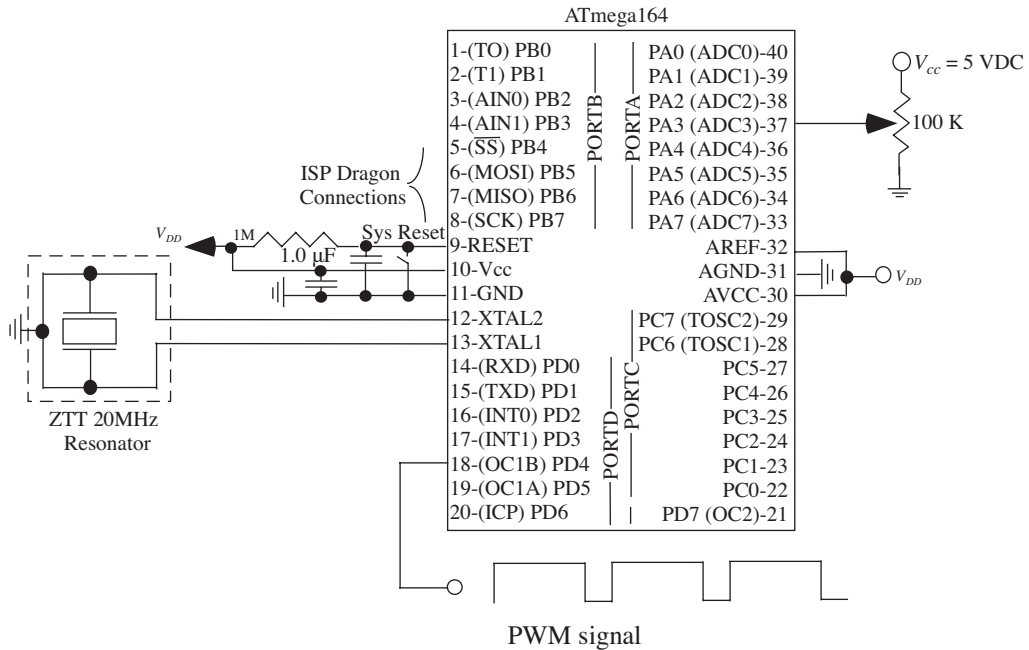 ATmega164
1-(TO) PB0
2-(T1) PB1
3-(AIN0) PB2
4-(AIN1) PB3
5-(SS) PB4
6-(MOSI) PB5
7-(MISO) PB6
8-(SCK) PB7
9-RESET
10-Vcc
11-GND
12-XTAL2
13-XTAL1
14-(RXD) PD0
15-(TXD) PD1
16-(INT0) PD2
17-(INT1) PD3
18-(OC1B) PD4
19-(OC1A) PD5
20-(ICP) PD6
PORTB
PORTA
PORTD
PORTC
PA0 (ADC0)-40
PA1 (ADC1)-39
PA2 (ADC2)-38
PA3 (ADC3)-37
PA4 (ADC4)-36
PA5 (ADC5)-35
PA6 (ADC6)-34
PA7 (ADC7)-33
AREF-32
AGND-31
AVCC-30
PC7 (TOSC2)-29
PC6 (TOSC1)-28
PC5-27
PC4-26
PC3-25
PC2-24
PC1-23
PC0-22
PD7 (OC2)-21
Vcc = 5 VDC
100 K
VDD
ISP Dragon
Connections
Sys Reset
VDD
1M
1.0 μF
ZTT 20MHz
Resonator
PWM signal